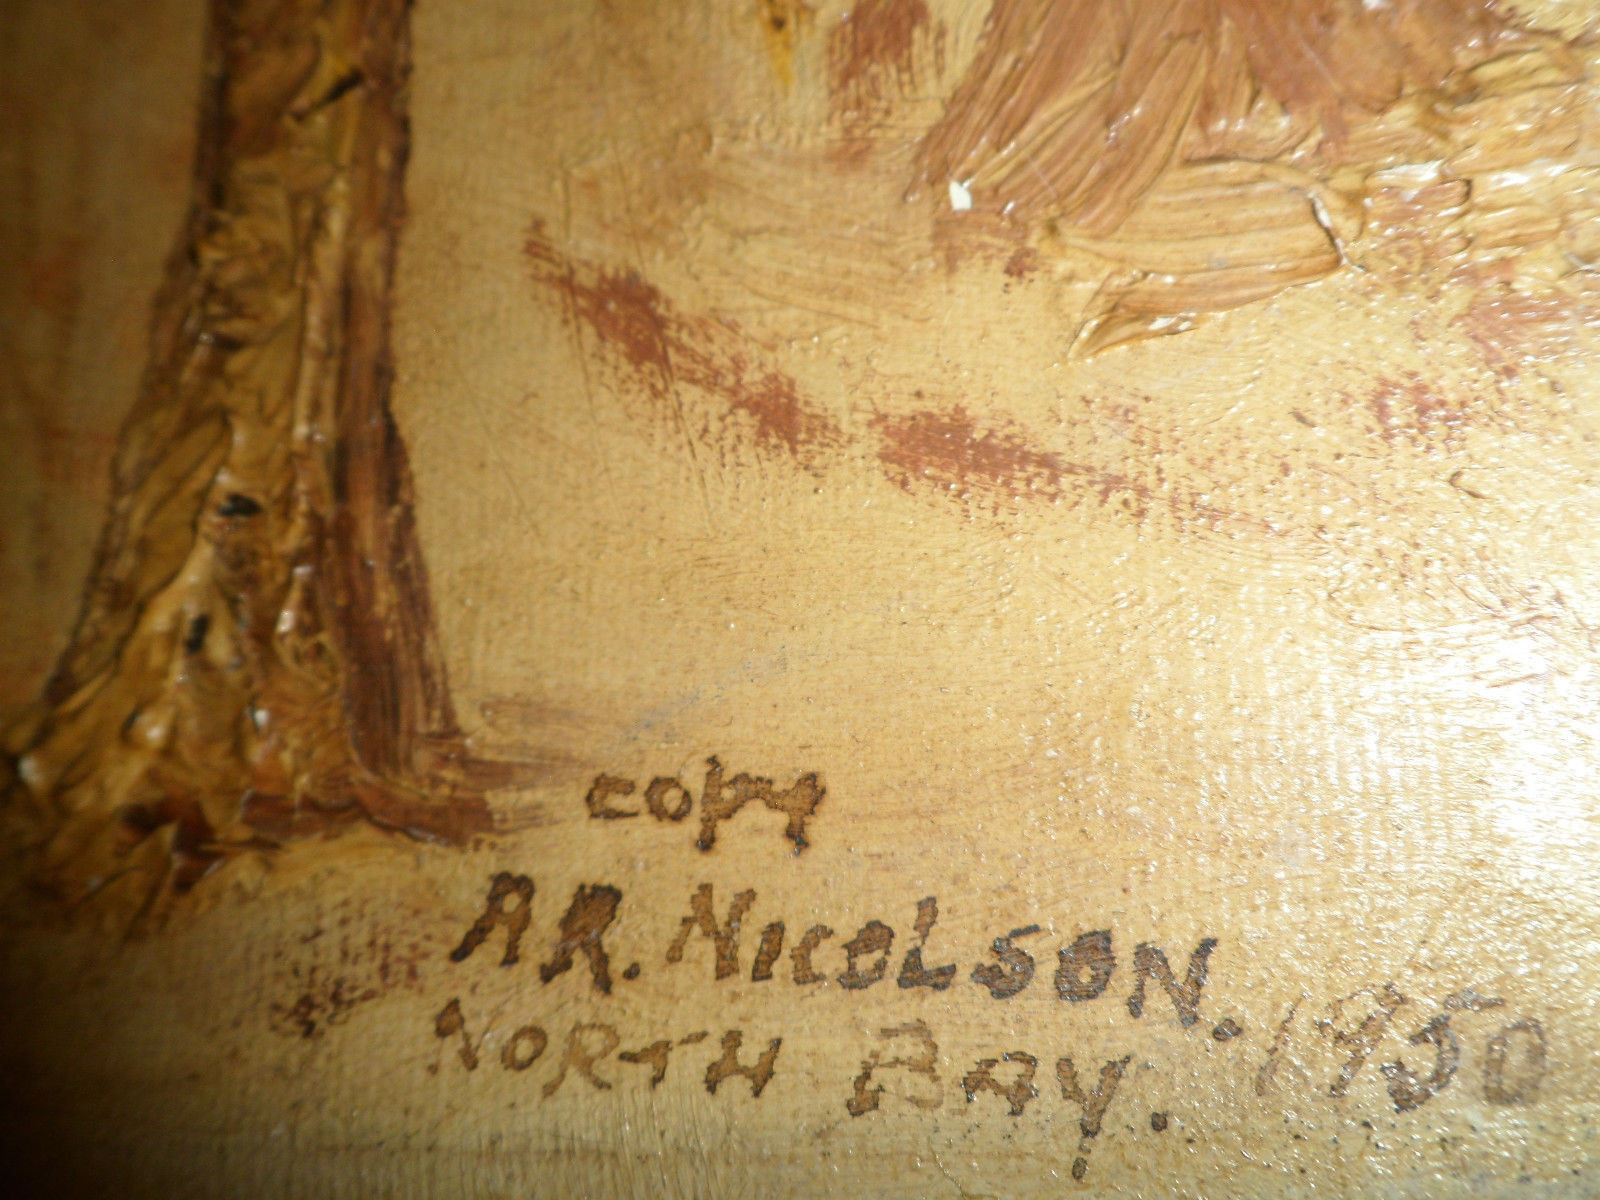 copy
A.R. NICOLSON. 1950
NORTH BAY.